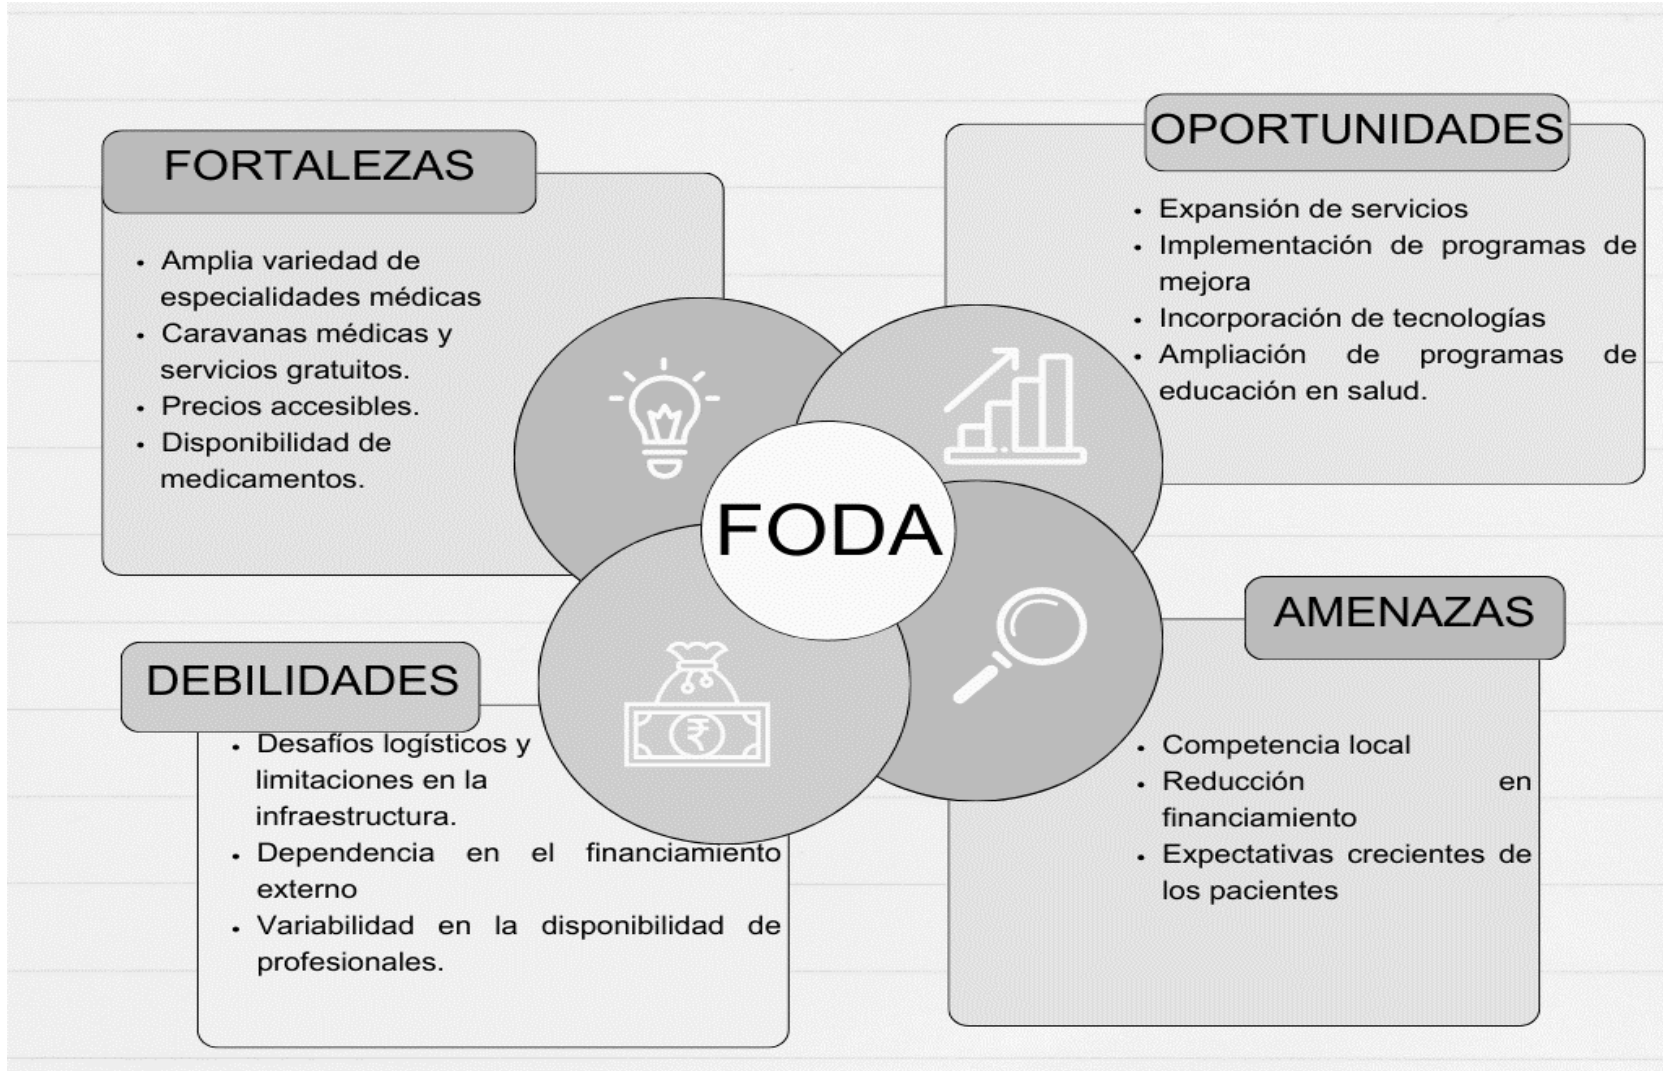 FORTALEZAS
• Amplia variedad de
especialidades médicas
• Caravanas médicas y
servicios gratuitos.
• Precios accesibles.
• Disponibilidad de
medicamentos.
OPORTUNIDADES
• Expansión de servicios
• Implementación de programas de
mejora
• Incorporación de tecnologías
• Ampliación de programas de
educación en salud.
FODA
₹
DEBILIDADES
• Desafíos logísticos y
limitaciones en la
infraestructura.
• Dependencia en el financiamiento
externo
• Variabilidad en la disponibilidad de
profesionales.
AMENAZAS
• Competencia local
• Reducción en
financiamiento
• Expectativas crecientes de
los pacientes